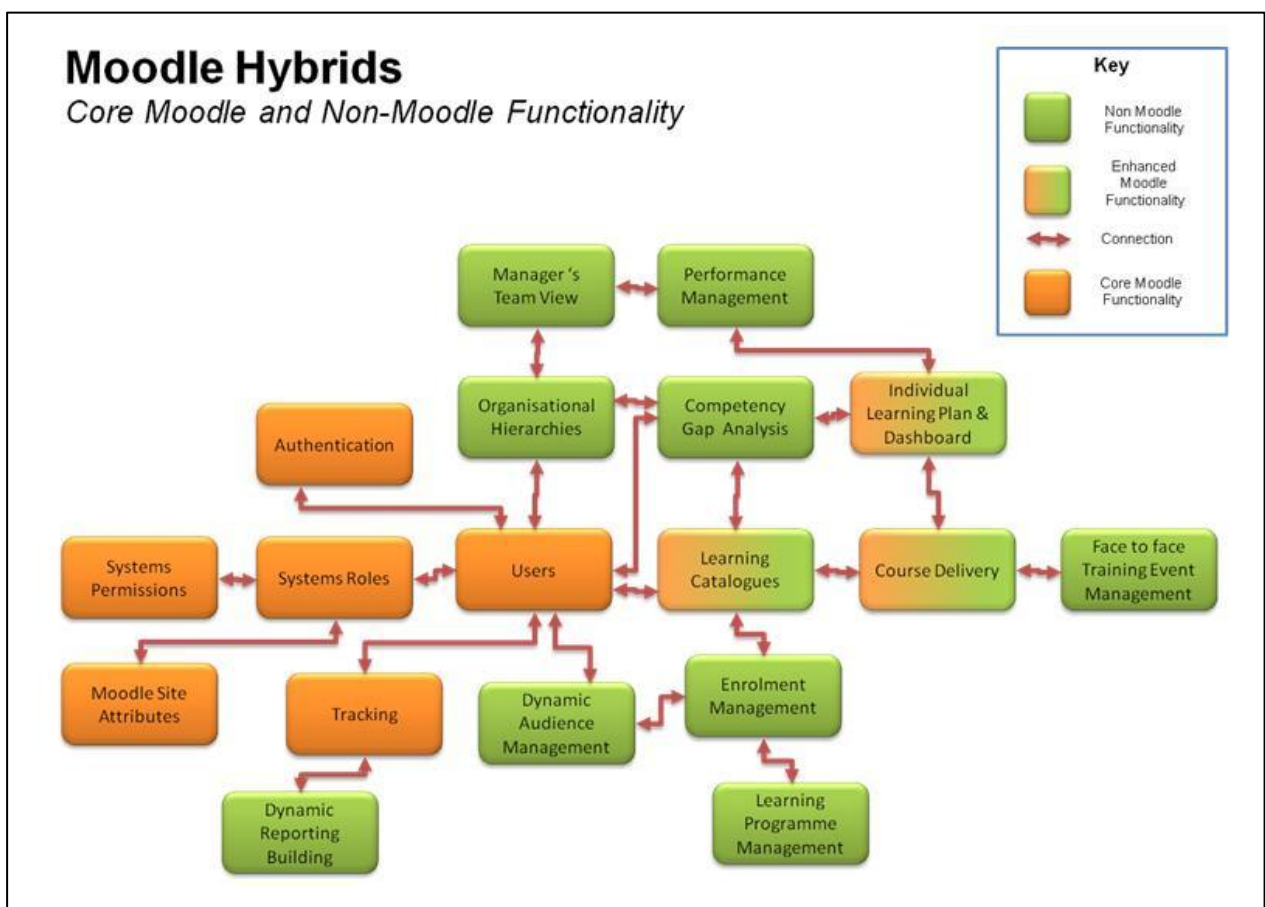 Moodle Hybrids
Core Moodle and Non-Moodle Functionality
Key
Non Moodle
Functionality
Enhanced
Moodle
Functionality
Connection
Core Moodle
Functionality
Manager 's
Team View
Performance
Management
Organisational
Hierarchies
Competency
Gap Analysis
Individual
Learning Plan &
Dashboard
Authentication
Systems
Permissions
Systems Roles
Users
Learning
Catalogues
Course Delivery
Face to face
Training Event
Management
Moodle Site
Attributes
Tracking
Dynamic
Audience
Management
Enrolment
Management
Dynamic
Reporting
Building
Learning
Programme
Management